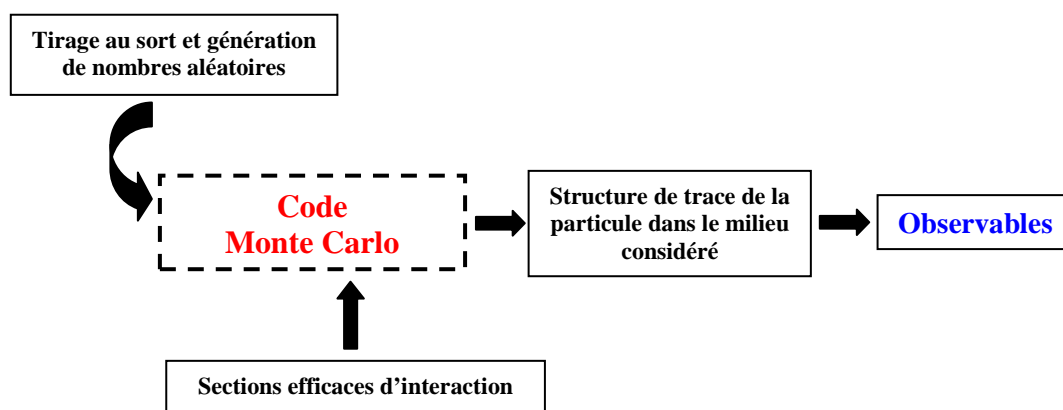 Tirage au sort et génération
de nombres aléatoires
Code
Monte Carlo
Structure de trace de la
particule dans le milieu
considéré
Observables
Sections efficaces d’interaction